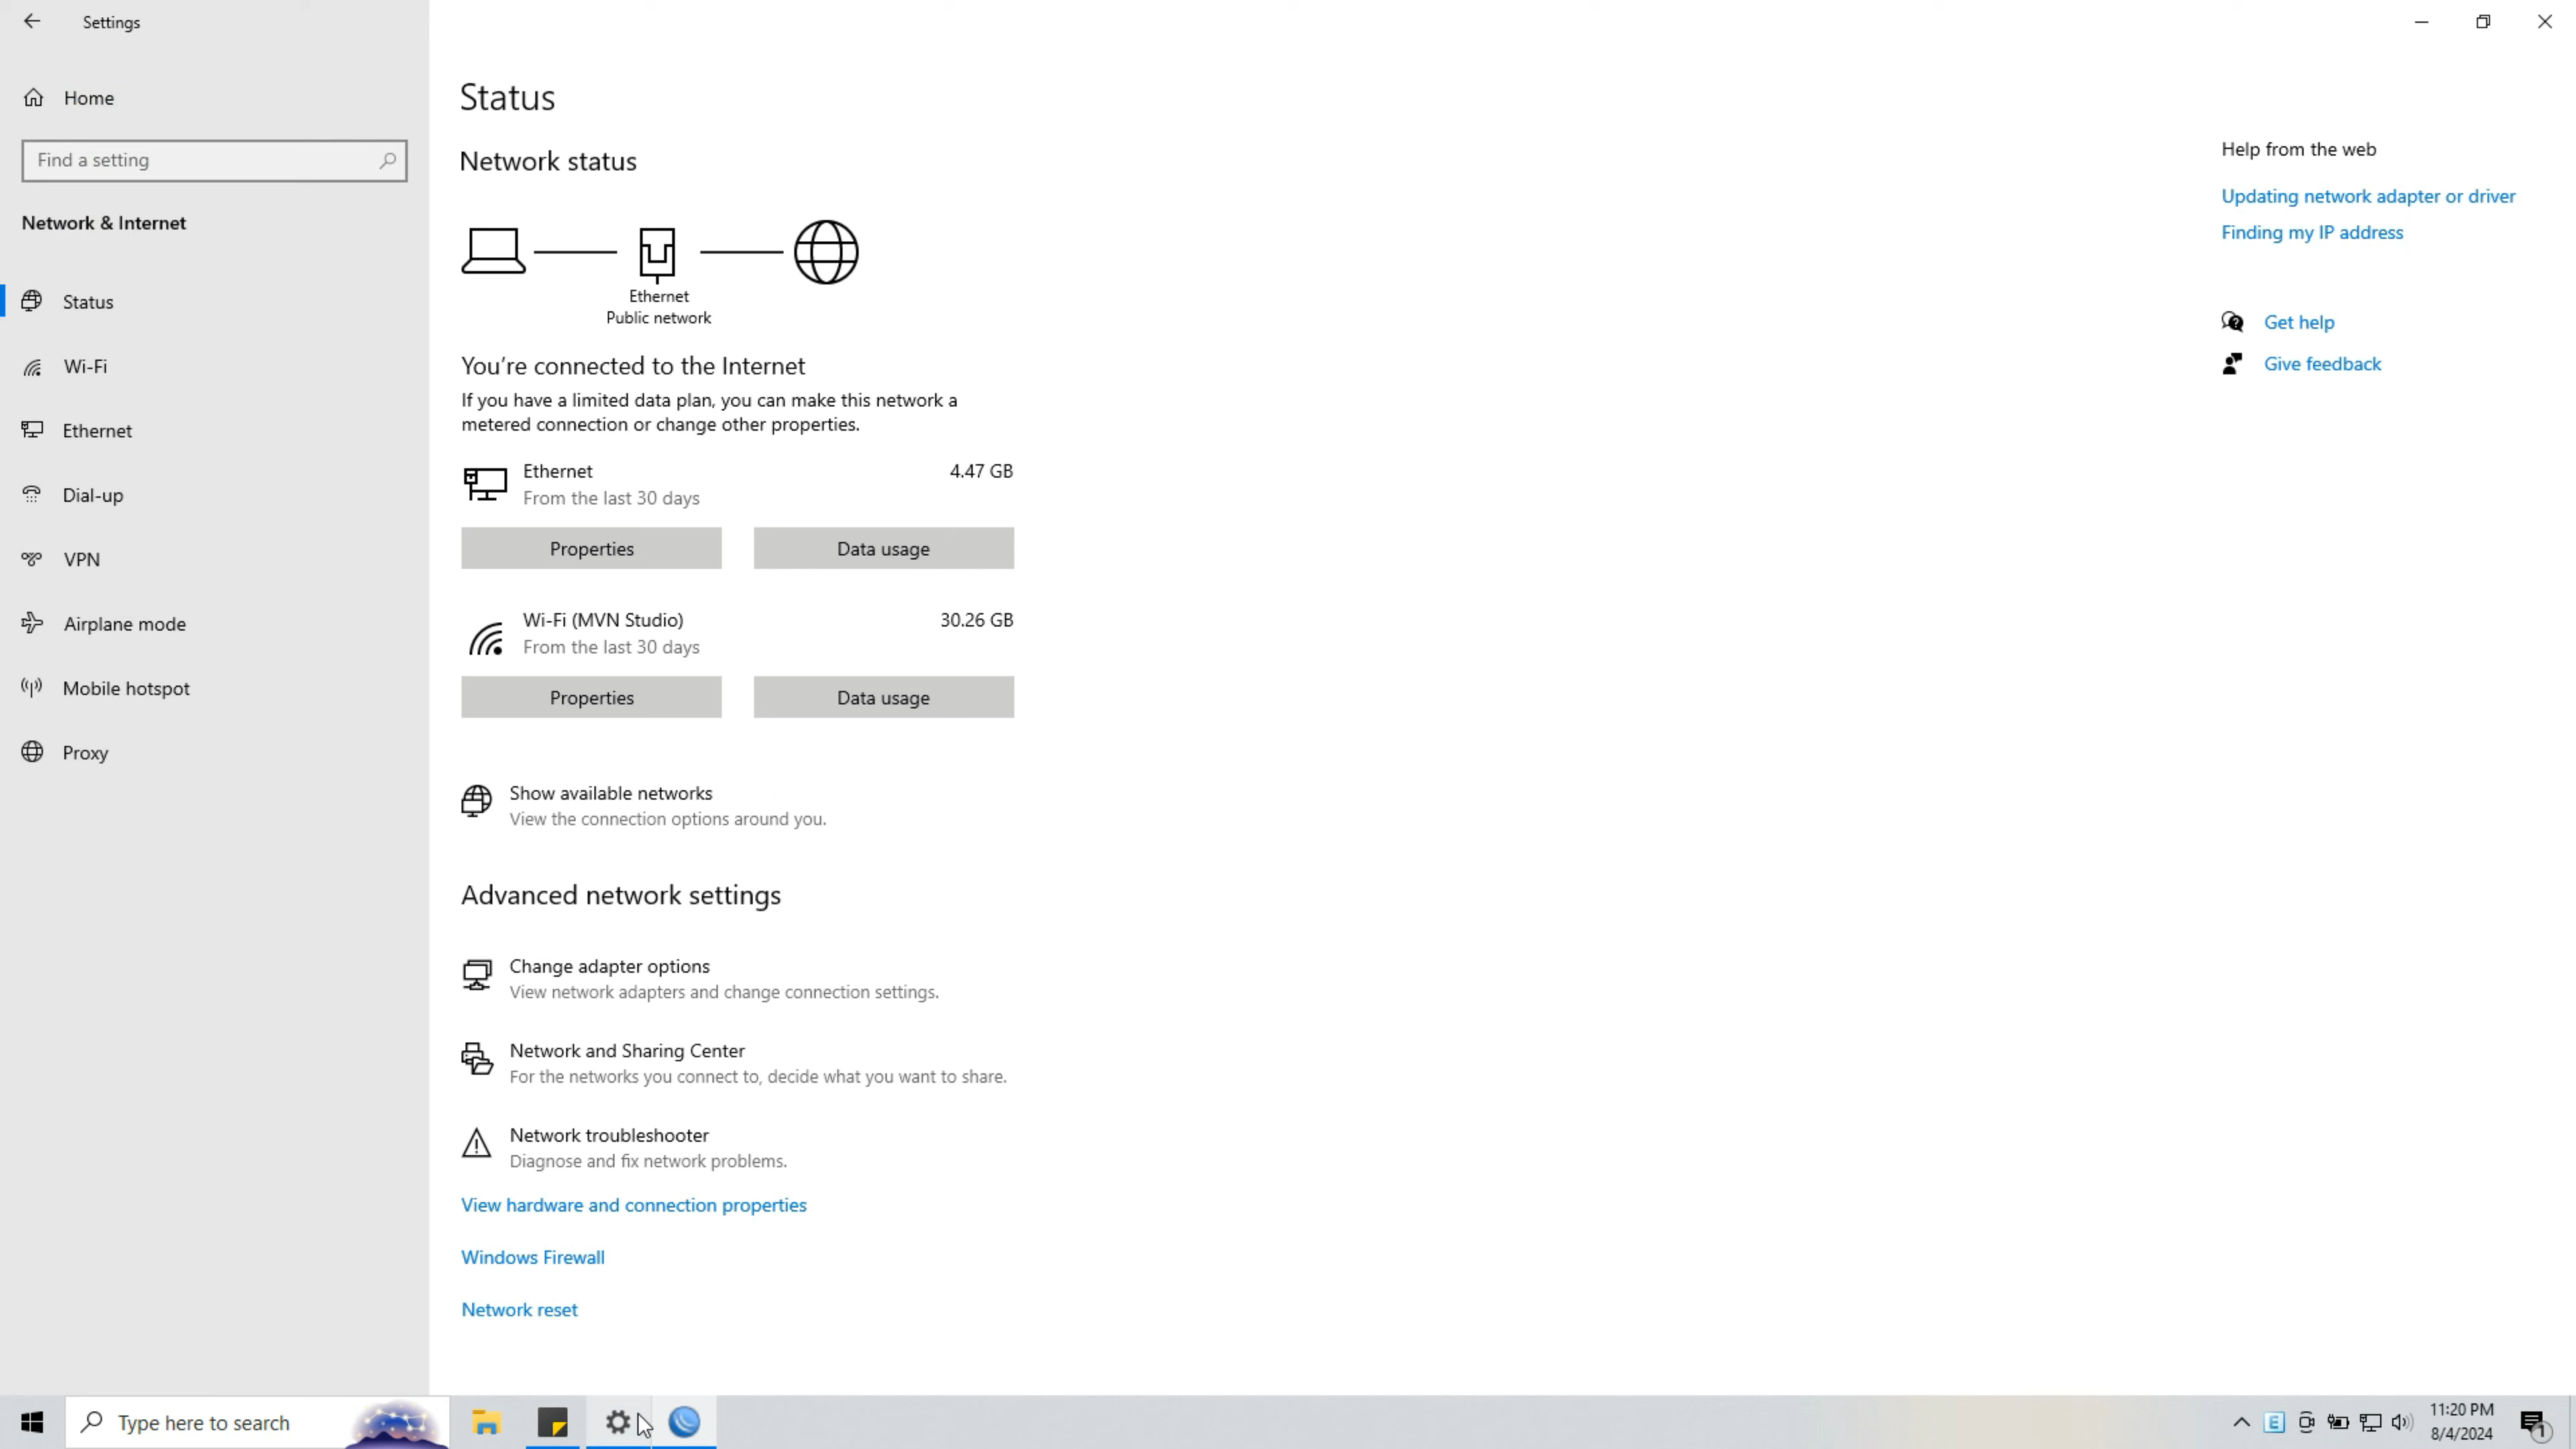 Settings
Home
Find a setting
Network & Internet
Status
Wi-Fi
Ethernet
Dial-up
VPN
Airplane mode
Mobile hotspot
Proxy
Status
Network status
Ethernet
Public network
You're connected to the Internet
If you have a limited data plan, you can make this network a
metered connection or change other properties.
Ethernet 4.47 GB
From the last 30 days
Properties Data usage
Wi-Fi (MVN Studio) 30.26 GB
From the last 30 days
Properties Data usage
Show available networks
View the connection options around you.
Advanced network settings
Change adapter options
View network adapters and change connection settings.
Network and Sharing Center
For the networks you connect to, decide what you want to share.
Network troubleshooter
Diagnose and fix network problems.
View hardware and connection properties
Windows Firewall
Network reset
Help from the web
Updating network adapter or driver
Finding my IP address
Get help
Give feedback
Type here to search
E
11:20 PM
8/4/2024
1